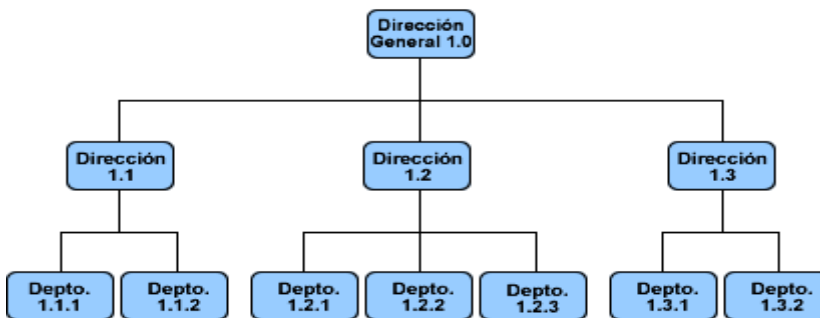 Dirección
General 1.0
Dirección
1.1
Dirección
1.2
Dirección
1.3
Depto.
1.1.1
Depto.
1.1.2
Depto.
1.2.1
Depto.
1.2.2
Depto.
1.2.3
Depto.
1.3.1
Depto.
1.3.2